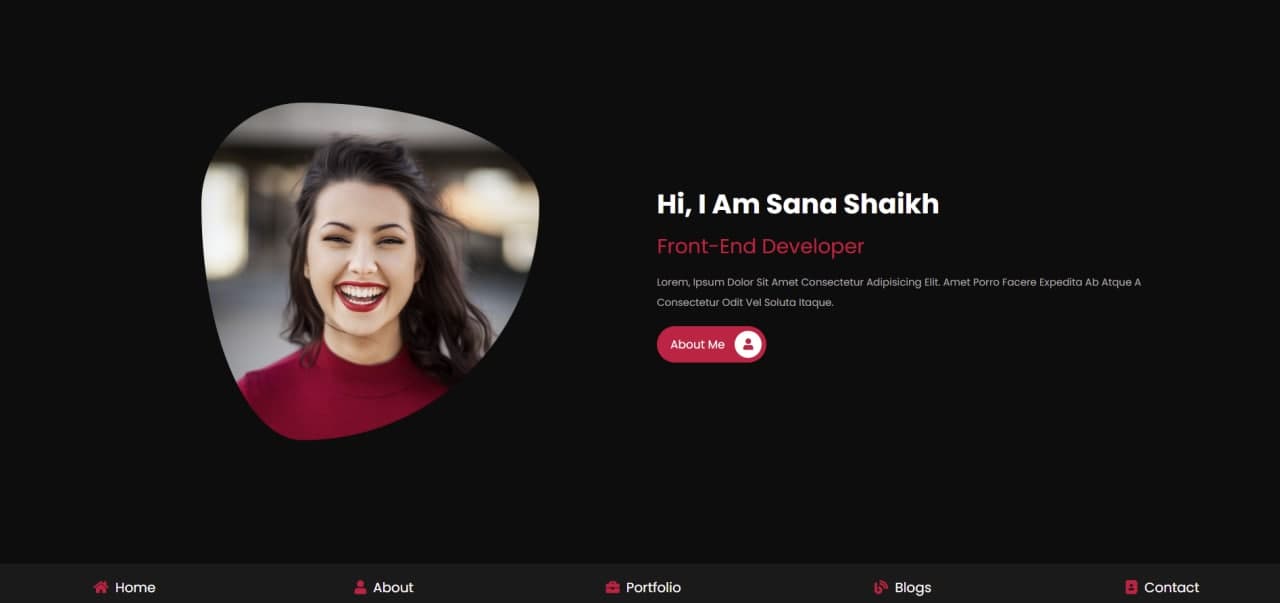 Hi, I Am Sana Shaikh
Front-End Developer
Lorem, Ipsum Dolor Sit Amet Consectetur Adipisicing Elit. Amet Porro Facere Expedita Ab Atque A
Consectetur Odit Vel Soluta Itaque.
About Me
Home
About
Portfolio
Blogs
Contact